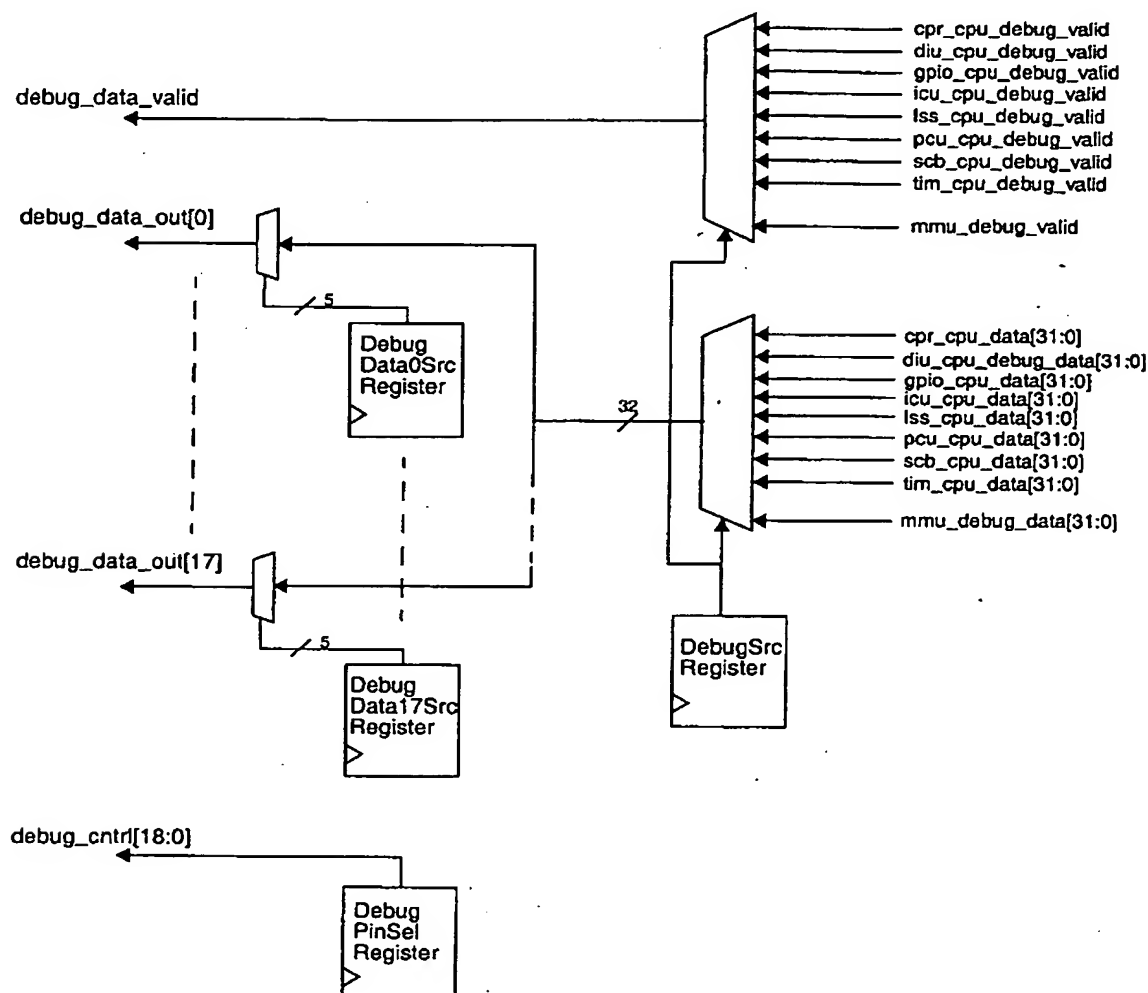 cpr_cpu_debug_valid
diu_cpu_debug_valid
gpio_cpu_debug_valid
icu_cpu_debug_valid
lss_cpu_debug_valid
pcu_cpu_debug_valid
scb_cpu_debug_valid
tim_cpu_debug_valid
mmu_debug_valid
debug_data_valid
debug_data_out[0]
5
Debug
Data0Src
Register
cpr_cpu_data[31:0]
diu_cpu_debug_data[31:0]
gpio_cpu_data[31:0]
icu_cpu_data[31:0]
lss_cpu_data[31:0]
pcu_cpu_data[31:0]
scb_cpu_data[31:0]
tim_cpu_data[31:0]
mmu_debug_data[31:0]
32
debug_data_out[17]
5
Debug
Data17Src
Register
DebugSrc
Register
debug_cntrl[18:0]
Debug
PinSel
Register